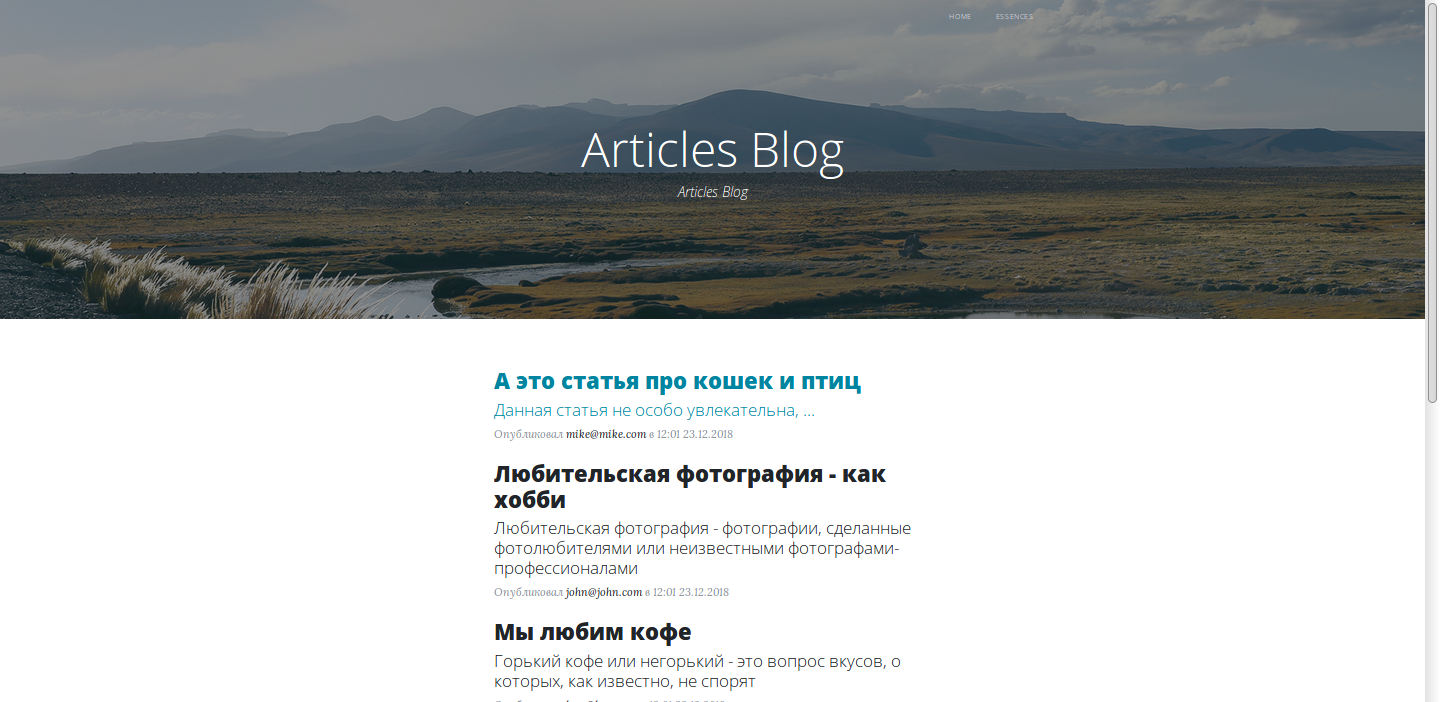 HOME ESSENCES
Articles Blog
Articles Blog
А это статья про кошек и птиц
Данная статья не особо увлекательна, ...
Опубликовал mike@mike.com в 12:01 23.12.2018
Любительская фотография - как
хобби
Любительская фотография - фотографии, сделанные
фотолюбителями или неизвестными фотографами-
профессионалами
Опубликовал john@john.com в 12:01 23.12.2018
Мы любим кофе
Горький кофе или негорький - это вопрос вкусов, о
которых, как известно, не спорят